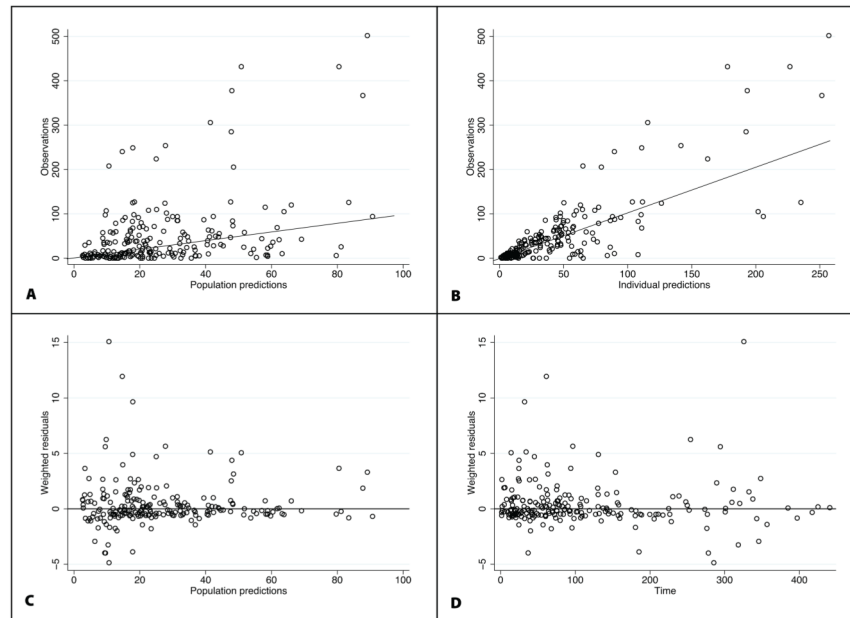 500
400
300
200
100
0
Observations
0 20 40 60 80 100
Population predictions
A
500
400
300
200
100
0
Observations
0 50 100 150 200 250
Individual predictions
B
15
10
5
0
-5
Weighted residuals
0 20 40 60 80 100
Population predictions
C
15
10
5
0
-5
Weighted residuals
0 100 200 300 400
Time
D